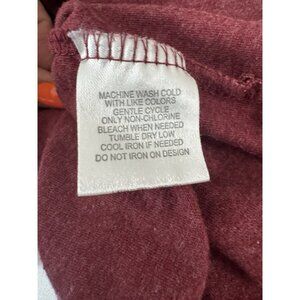 MACHINE WASH COLD
WITH LIKE COLORS
GENTLE CYCLE
ONLY NON-CHLORINE
BLEACH WHEN NEEDED
TUMBLE DRY LOW
COOL IRON IF NEEDED
DO NOT IRON ON DESIGN